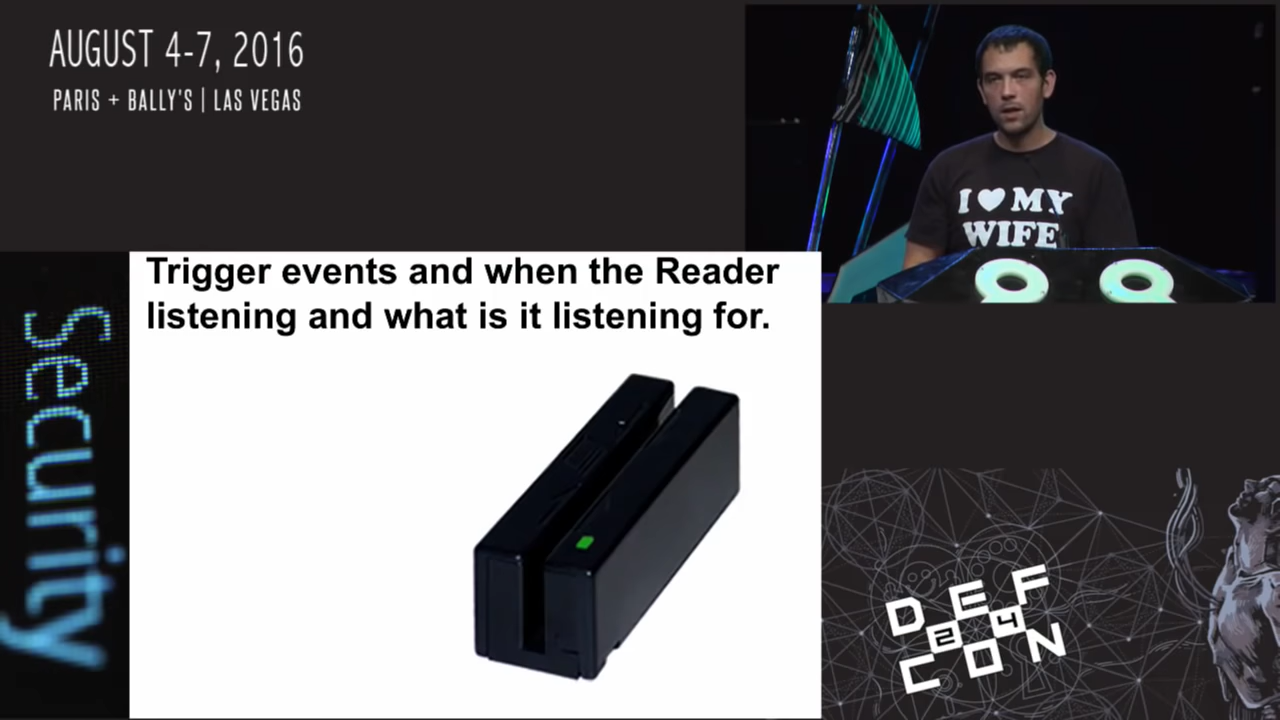 AUGUST 4-7, 2016
PARIS + BALLY'S | LAS VEGAS
I ♥ MY
WIFE
Trigger events and when the Reader
listening and what is it listening for.
Security
DEF
24
CON